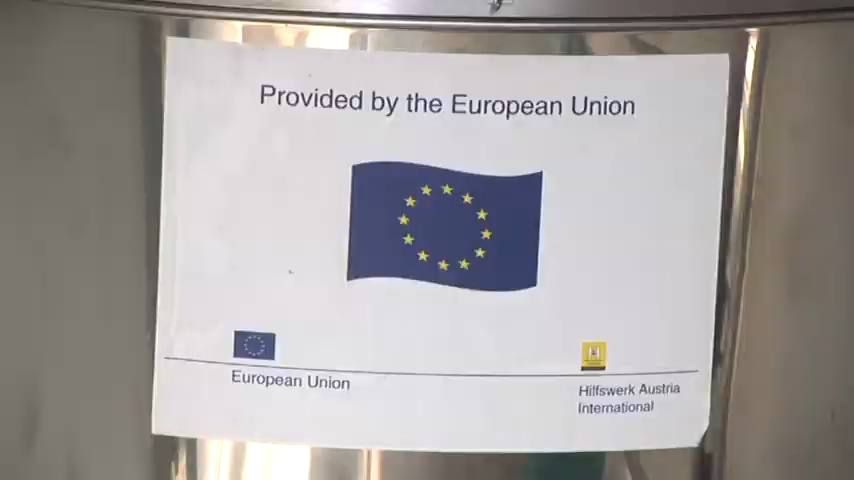 Provided by the European Union
European Union
Hilfswerk Austria
International